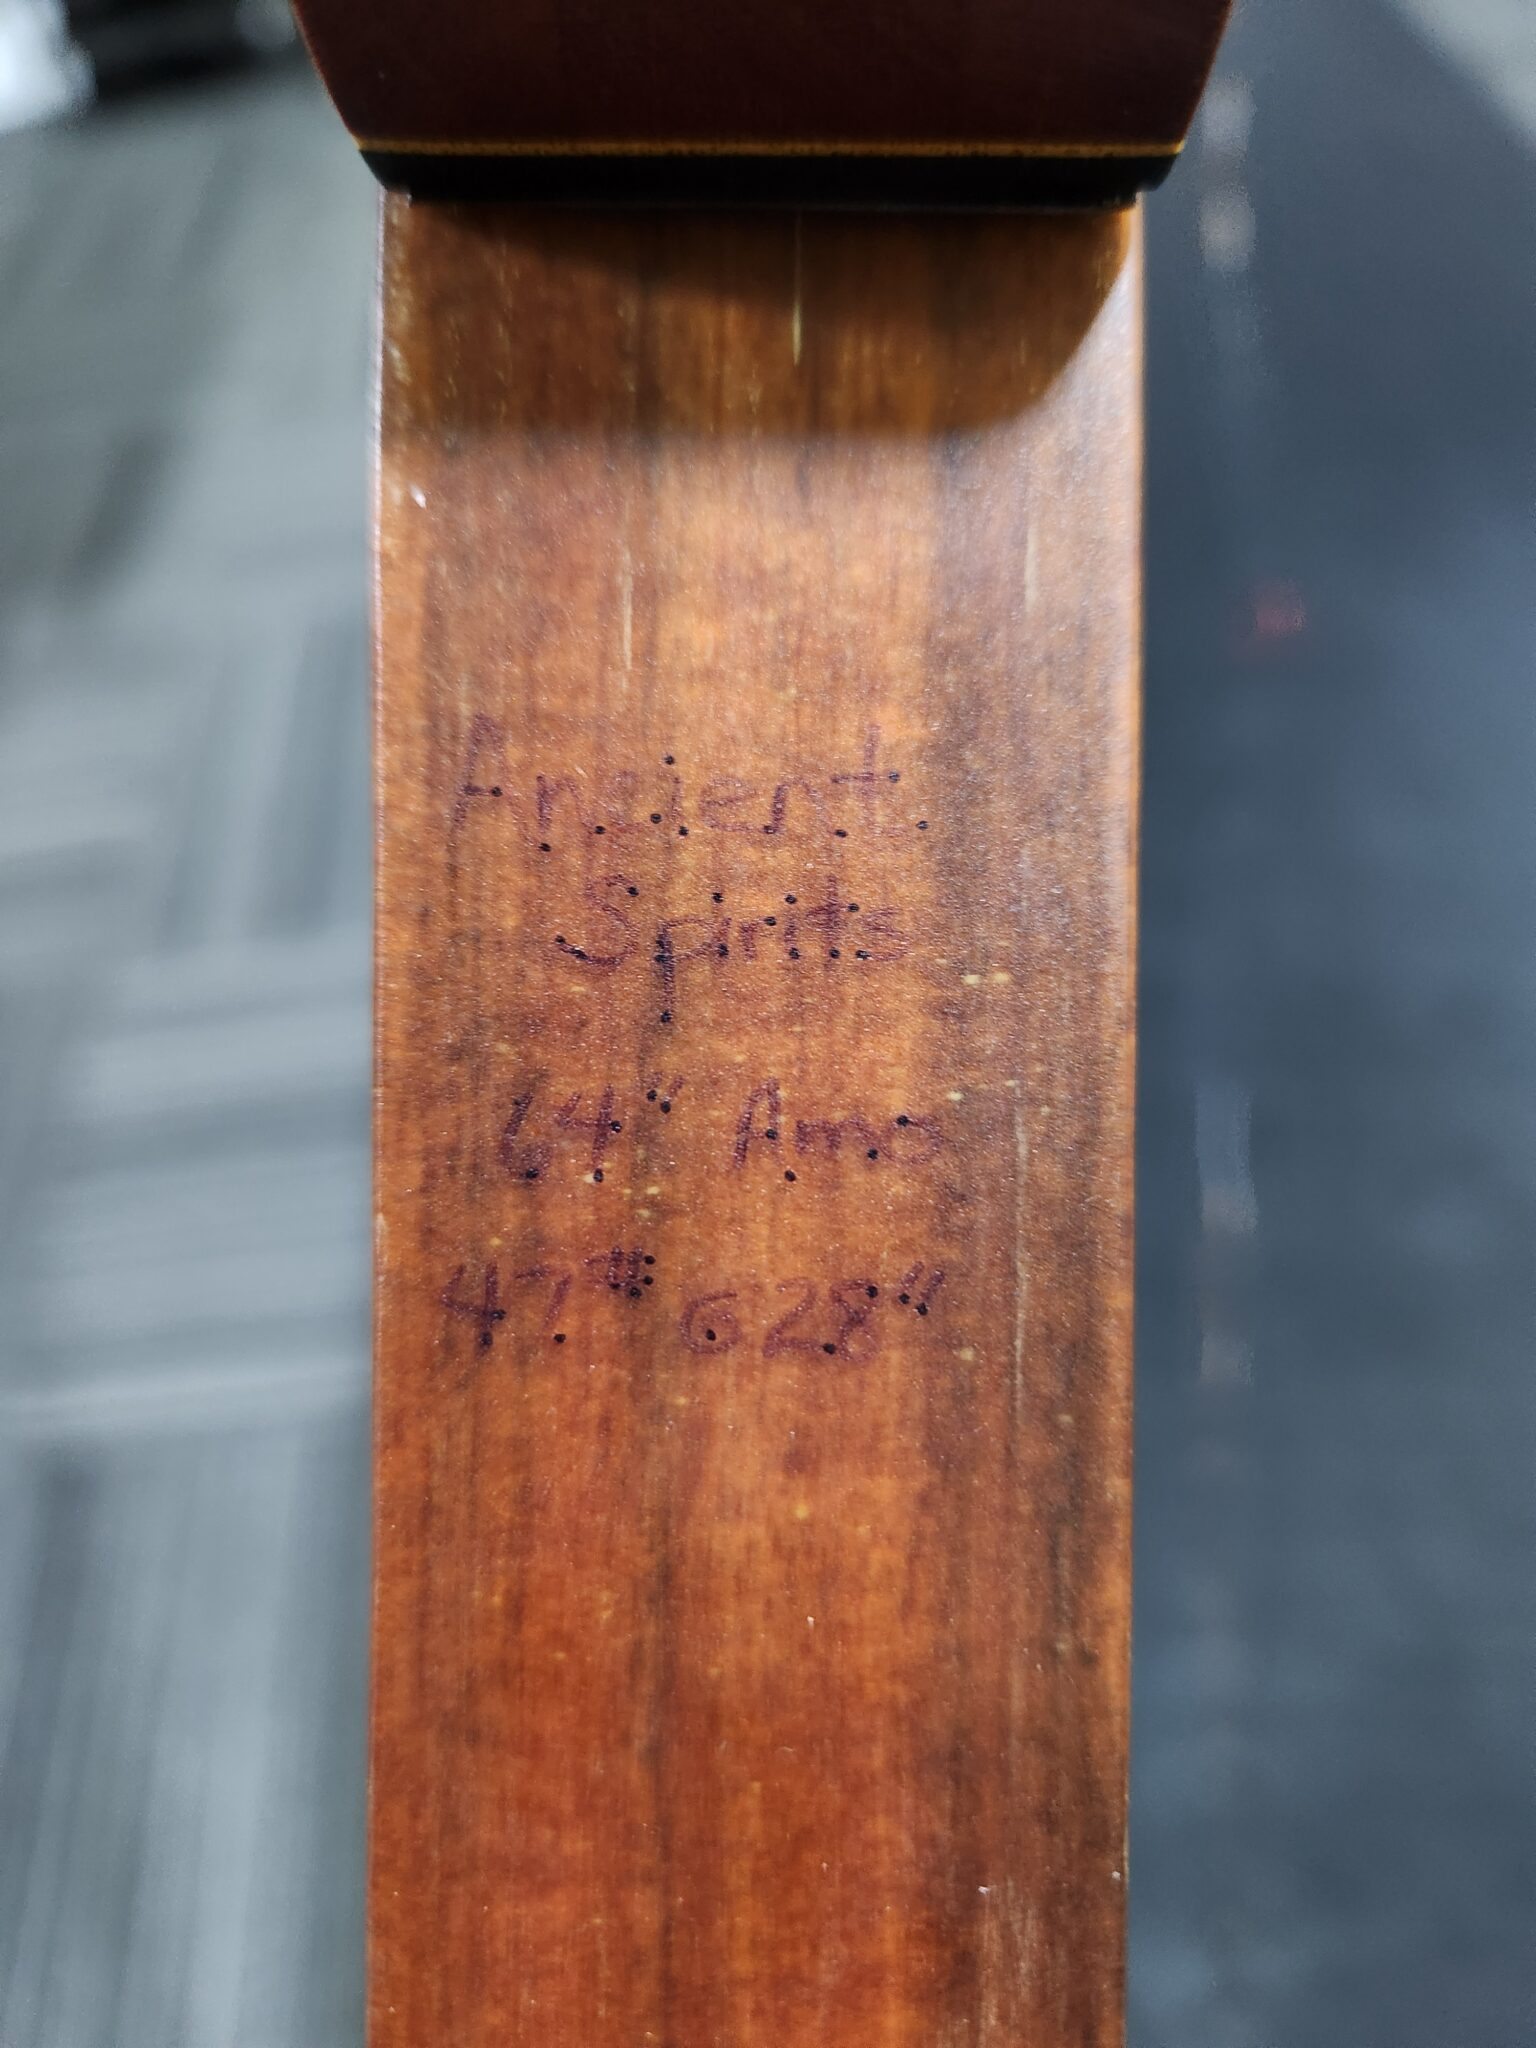 Ancient
Spirits
64" Amo
47# @28"